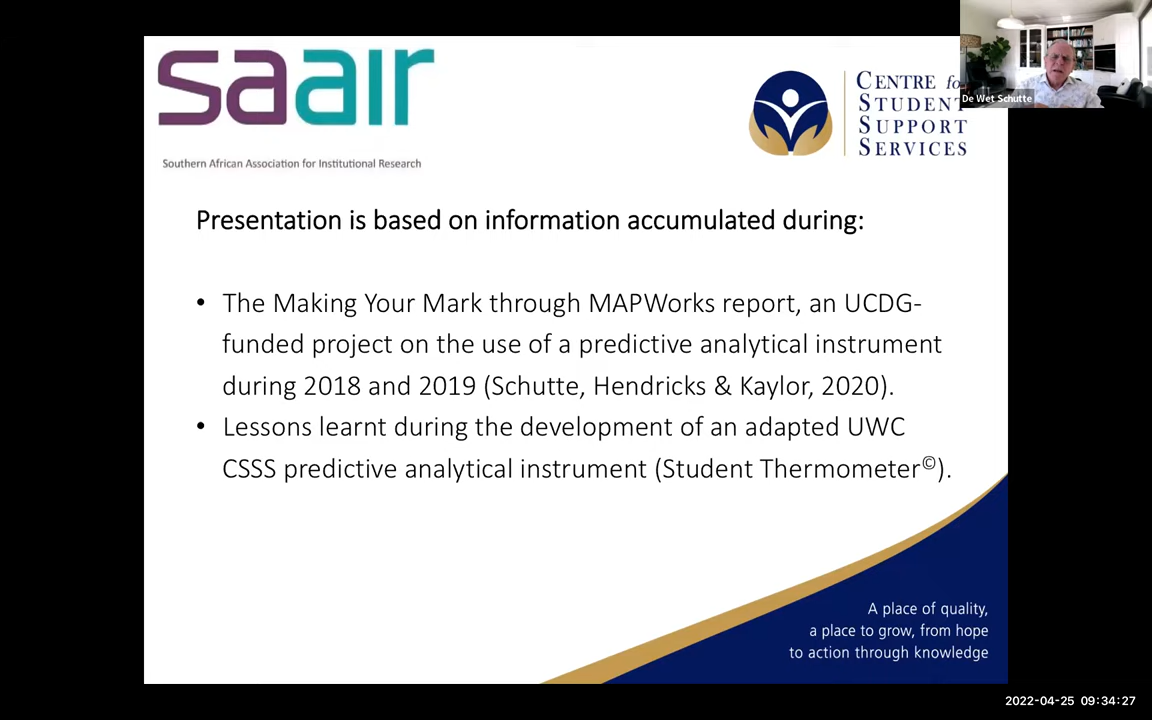 saair
Southern African Association for Institutional Research
CENTRE fo
STUDENT
SUPPORT
SERVICES
De Wet Schutte
Presentation is based on information accumulated during:
• The Making Your Mark through MAPWorks report, an UCDG-
funded project on the use of a predictive analytical instrument
during 2018 and 2019 (Schutte, Hendricks & Kaylor, 2020).
• Lessons learnt during the development of an adapted UWC
CSSS predictive analytical instrument (Student Thermometer©).
A place of quality,
a place to grow, from hope
to action through knowledge
2022-04-25 09:34:27